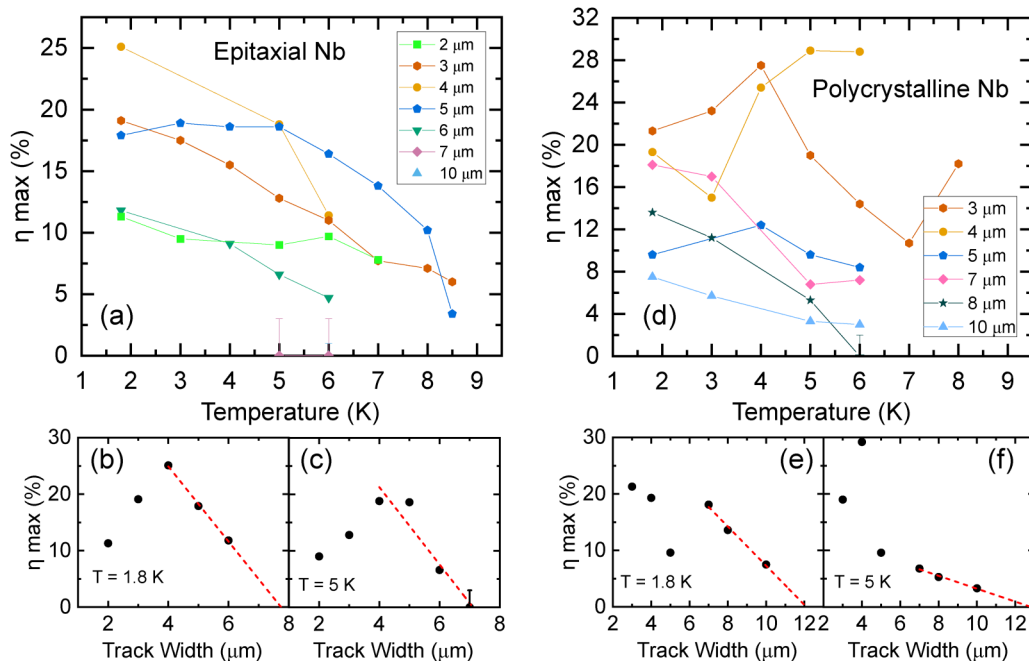 Epitaxial Nb
2 μm
3 μm
4 μm
5 μm
6 μm
7 μm
10 μm
25
20
15
10
5
0
η max (%)
(a)
1 2 3 4 5 6 7 8 9
Temperature (K)
32
28
24
20
16
12
8
4
0
η max (%)
Polycrystalline Nb
3 μm
4 μm
5 μm
7 μm
8 μm
10 μm
(d)
1 2 3 4 5 6 7 8 9
Temperature (K)
30
20
10
0
η max (%)
(b)
T = 1.8 K
2 4 6 8
Track Width (μm)
(c)
T = 5 K
2 4 6 8
Track Width (μm)
30
20
10
0
η max (%)
(e)
T = 1.8 K
2 4 6 8 10 12
Track Width (μm)
(f)
T = 5 K
2 4 6 8 10 12
Track Width (μm)